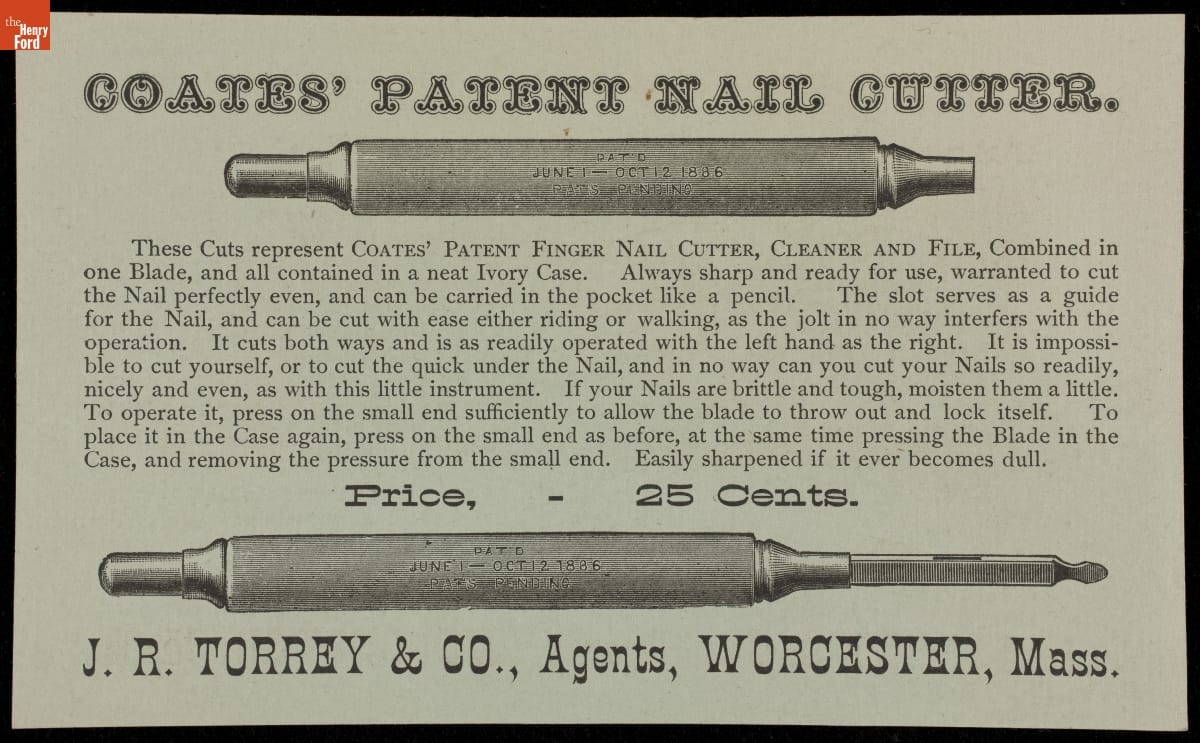 the
Henry
Ford
COATES' PATENT NAIL CUTTER.
PAT'D
JUNE 1 — OCT 12 1886
PAT'S PENDING
These Cuts represent COATES' PATENT FINGER NAIL CUTTER, CLEANER AND FILE, Combined in
one Blade, and all contained in a neat Ivory Case. Always sharp and ready for use, warranted to cut
the Nail perfectly even, and can be carried in the pocket like a pencil. The slot serves as a guide
for the Nail, and can be cut with ease either riding or walking, as the jolt in no way interfers with the
operation. It cuts both ways and is as readily operated with the left hand as the right. It is impossi-
ble to cut yourself, or to cut the quick under the Nail, and in no way can you cut your Nails so readily,
nicely and even, as with this little instrument. If your Nails are brittle and tough, moisten them a little.
To operate it, press on the small end sufficiently to allow the blade to throw out and lock itself. To
place it in the Case again, press on the small end as before, at the same time pressing the Blade in the
Case, and removing the pressure from the small end. Easily sharpened if it ever becomes dull.
Price, - 25 Cents.
PAT'D
JUNE 1 — OCT 12 1886
PAT'S PENDING
J. R. TORREY & CO., Agents, WORCESTER, Mass.